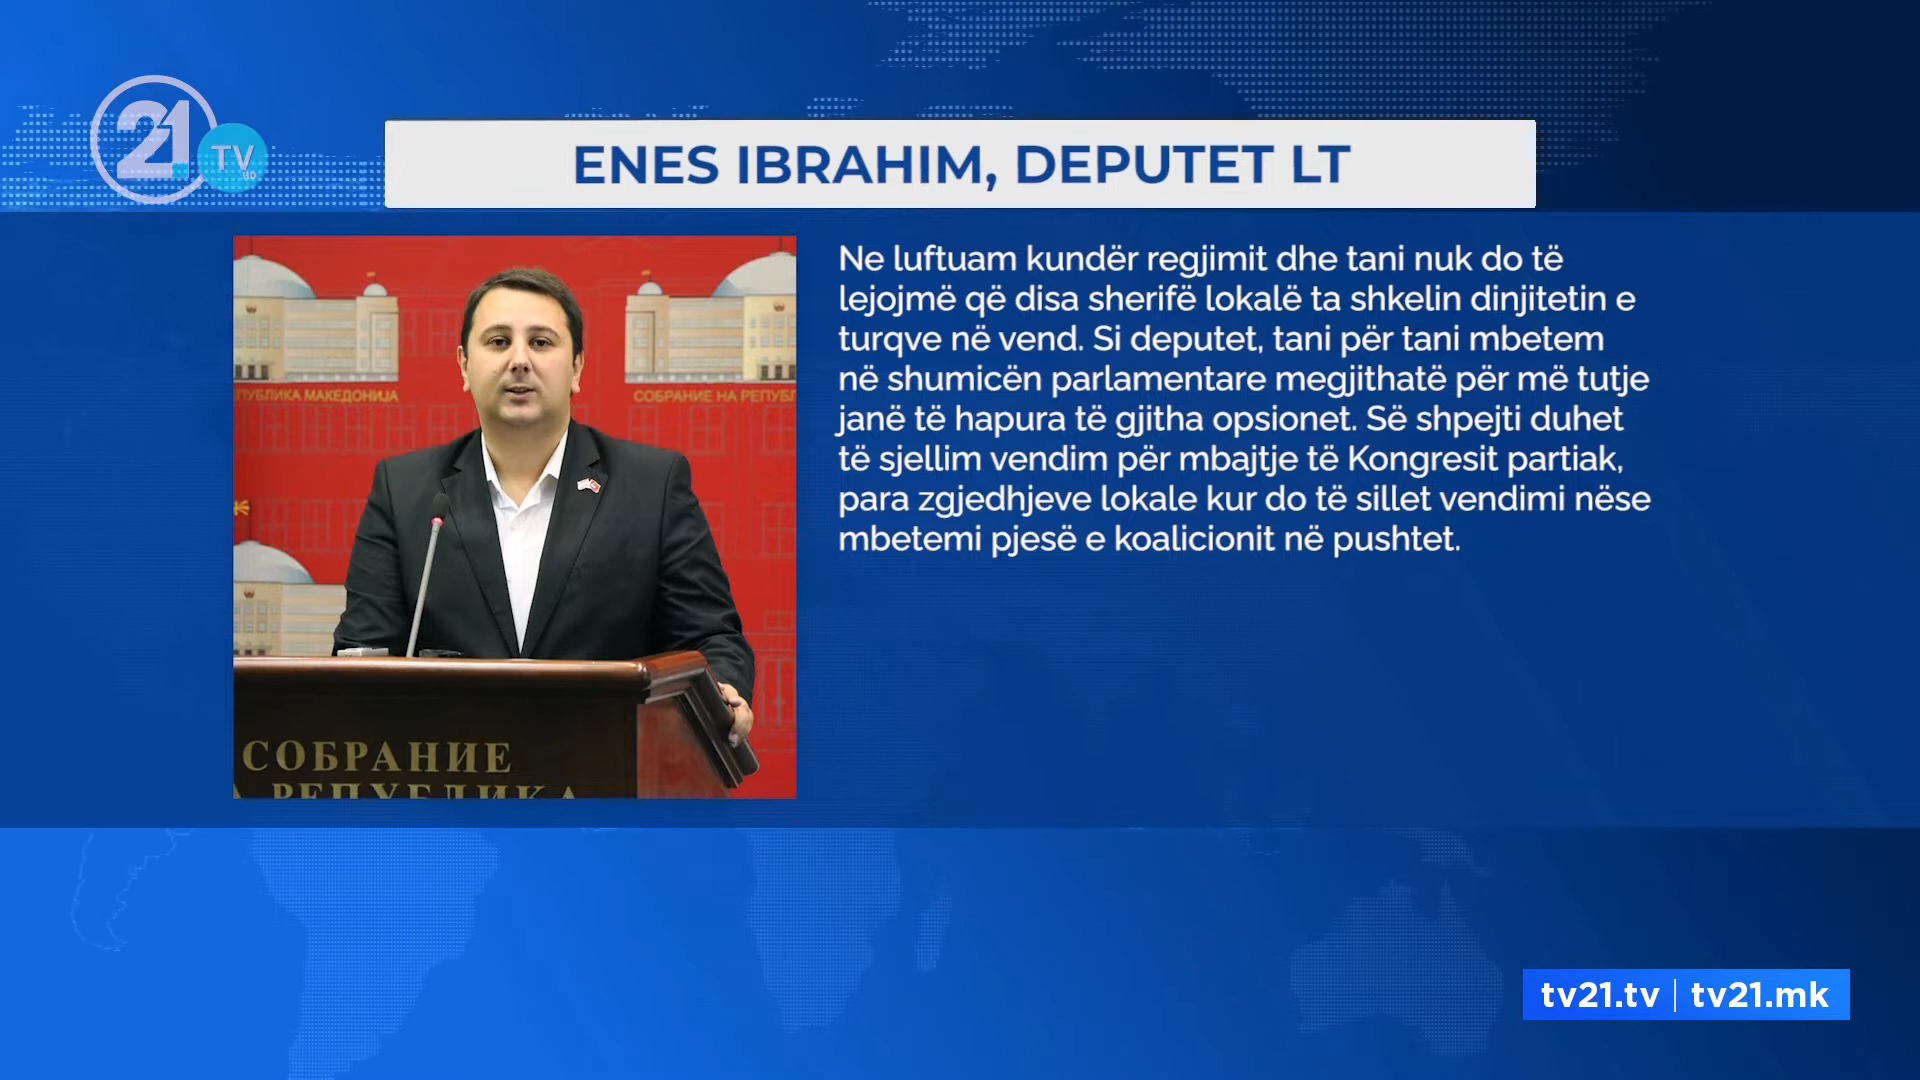 21
TV
HD
ENES IBRAHIM, DEPUTET LT
Ne luftuam kundër regjimit dhe tani nuk do të
lejojmë që disa sherifë lokalë ta shkelin dinjitetin e
turqve në vend. Si deputet, tani për tani mbetem
në shumicën parlamentare megjithatë për më tutje
janë të hapura të gjitha opsionet. Së shpejti duhet
të sjellim vendim për mbajtje të Kongresit partiak,
para zgjedhjeve lokale kur do të sillet vendimi nëse
mbetemi pjesë e koalicionit në pushtet.
ПУБЛИКА МАКЕДОНИЈА
СОБРАНИЕ НА РЕПУБЛ
СОБРАНИЕ
А РЕПУБЛИКА
tv21.tv | tv21.mk